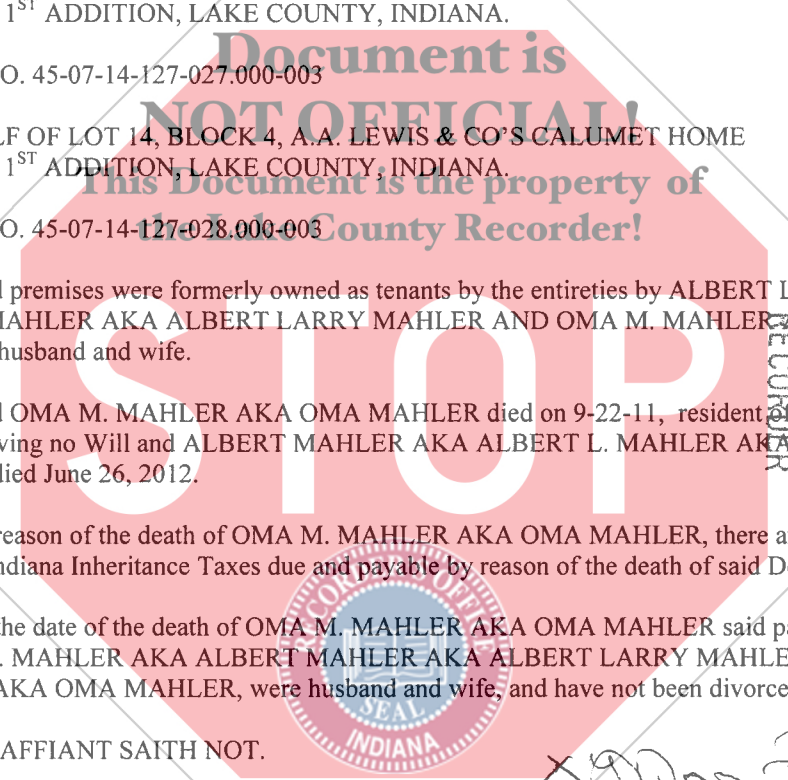 1ST ADDITION, LAKE COUNTY, INDIANA.
Document is
O. 45-07-14-127-027.000-003
NOT OFFICIAL!
LF OF LOT 14, BLOCK 4, A.A. LEWIS & CO'S CALUMET HOME
1ST ADDITION, LAKE COUNTY, INDIANA.
This Document is the property of
the Lake County Recorder!
O. 45-07-14-127-028.000-003
STOP
d premises were formerly owned as tenants by the entireties by ALBERT L
MAHLER AKA ALBERT LARRY MAHLER AND OMA M. MAHLER
husband and wife.
d OMA M. MAHLER AKA OMA MAHLER died on 9-22-11, resident of
ving no Will and ALBERT MAHLER AKA ALBERT L. MAHLER AKA
died June 26, 2012.
RECORDER
reason of the death of OMA M. MAHLER AKA OMA MAHLER, there a
ndiana Inheritance Taxes due and payable by reason of the death of said D
the date of the death of OMA M. MAHLER AKA OMA MAHLER said pa
. MAHLER AKA ALBERT MAHLER AKA ALBERT LARRY MAHLE
AKA OMA MAHLER, were husband and wife, and have not been divorce
RECORDER'S OFFICE
SEAL
INDIANA
AFFIANT SAITH NOT.